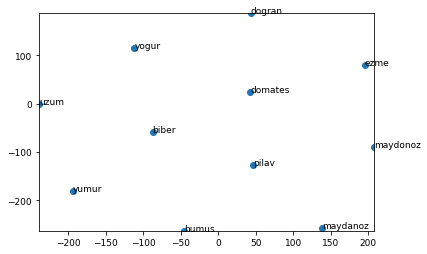 dogran
yogur
100
ezme
domates
uzum
0
biber
maydonoz
-100
pilav
yumur
-200
humus
maydanoz
-200 -150 -100 -50 0 50 100 150 200